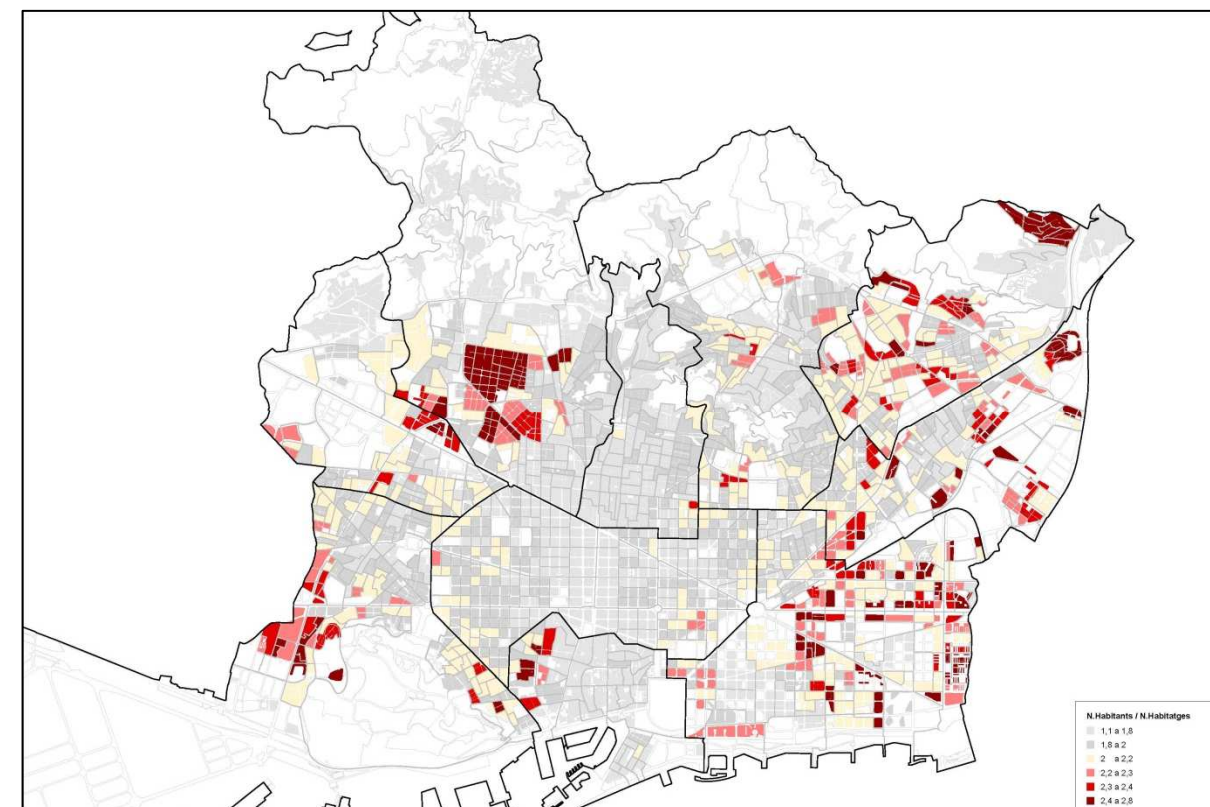 N.Habitants / N.Habitatges
1,1 a 1,8
1,8 a 2
2 a 2,2
2,2 a 2,3
2,3 a 2,4
2,4 a 2,8